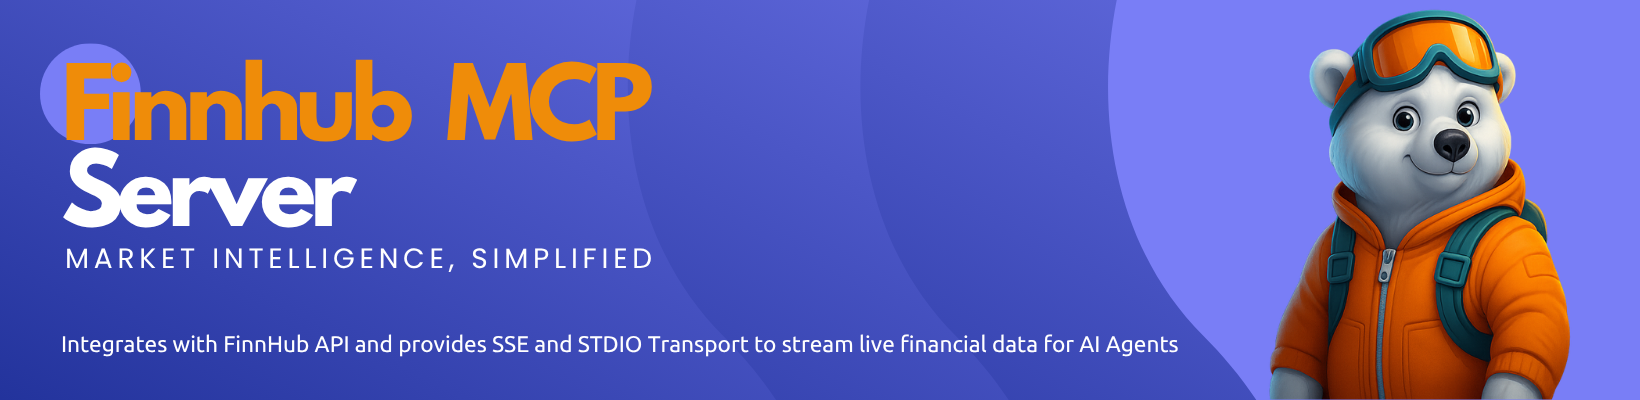 Finnhub MCP
Server
MARKET INTELLIGENCE, SIMPLIFIED
Integrates with FinnHub API and provides SSE and STDIO Transport to stream live financial data for AI Agents